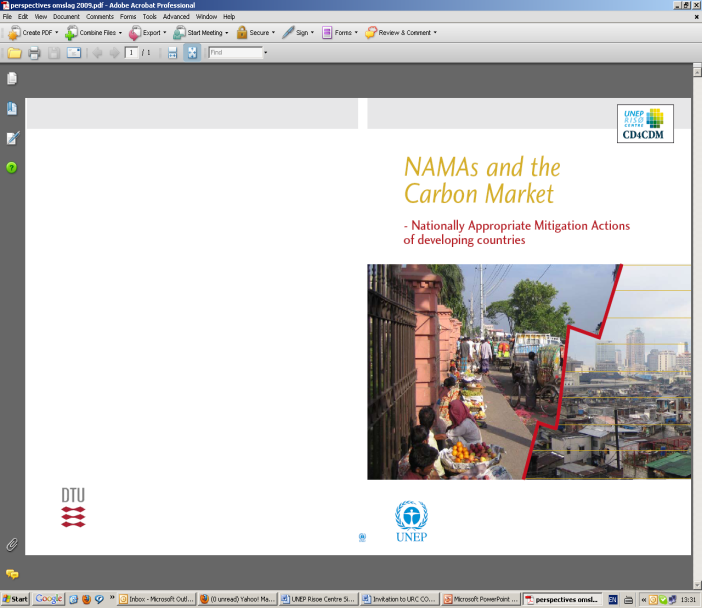 perspectives omslag 2009.pdf - Adobe Acrobat Professional
File Edit View Document Comments Forms Tools Advanced Window Help
Create PDF Combine Files Export Start Meeting Secure Sign Forms Review & Comment
1 / 1 Find
UNEP
RISØ
CENTRE
CD4CDM
NAMAs and the
Carbon Market
- Nationally Appropriate Mitigation Actions
of developing countries
DTU
UNEP
Start Google » Inbox - Microsoft Outl... (0 unread) Yahoo! Ma... UNEP Risoe Centre Si... Invitation to URC CO... Microsoft PowerPoint ... perspectives omsl... EN « 13:31